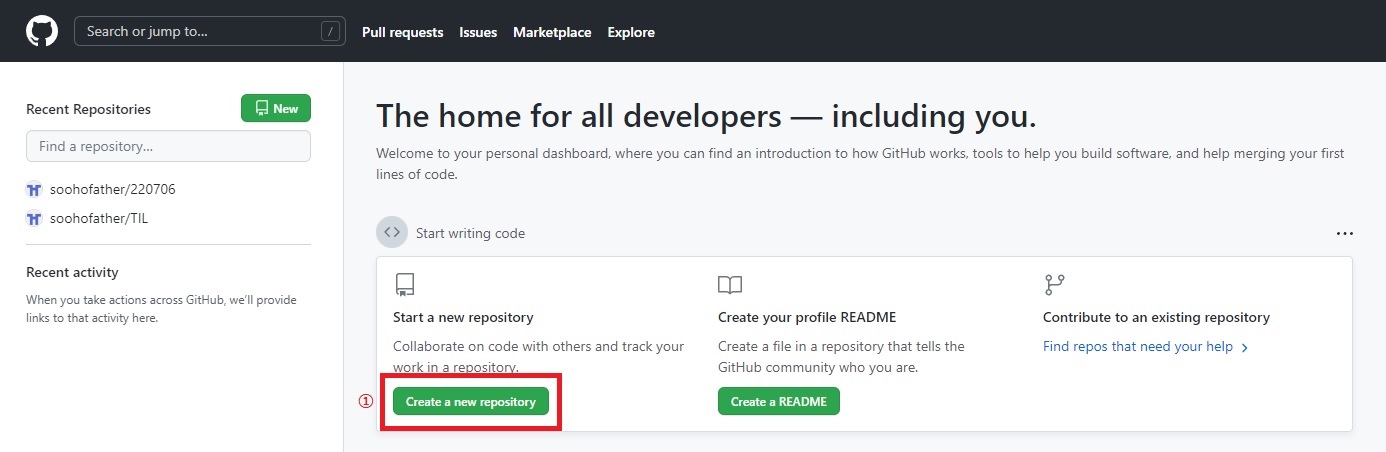 Search or jump to...
/
Pull requests
Issues
Marketplace
Explore
Recent Repositories
New
Find a repository...
soohofather/220706
soohofather/TIL
Recent activity
When you take actions across GitHub, we'll provide
links to that activity here.
The home for all developers — including you.
Welcome to your personal dashboard, where you can find an introduction to how GitHub works, tools to help you build software, and help merging your first
lines of code.
Start writing code
Start a new repository
Collaborate on code with others and track your
work in a repository.
① Create a new repository
Create your profile README
Create a file in a repository that tells the
GitHub community who you are.
Create a README
Contribute to an existing repository
Find repos that need your help